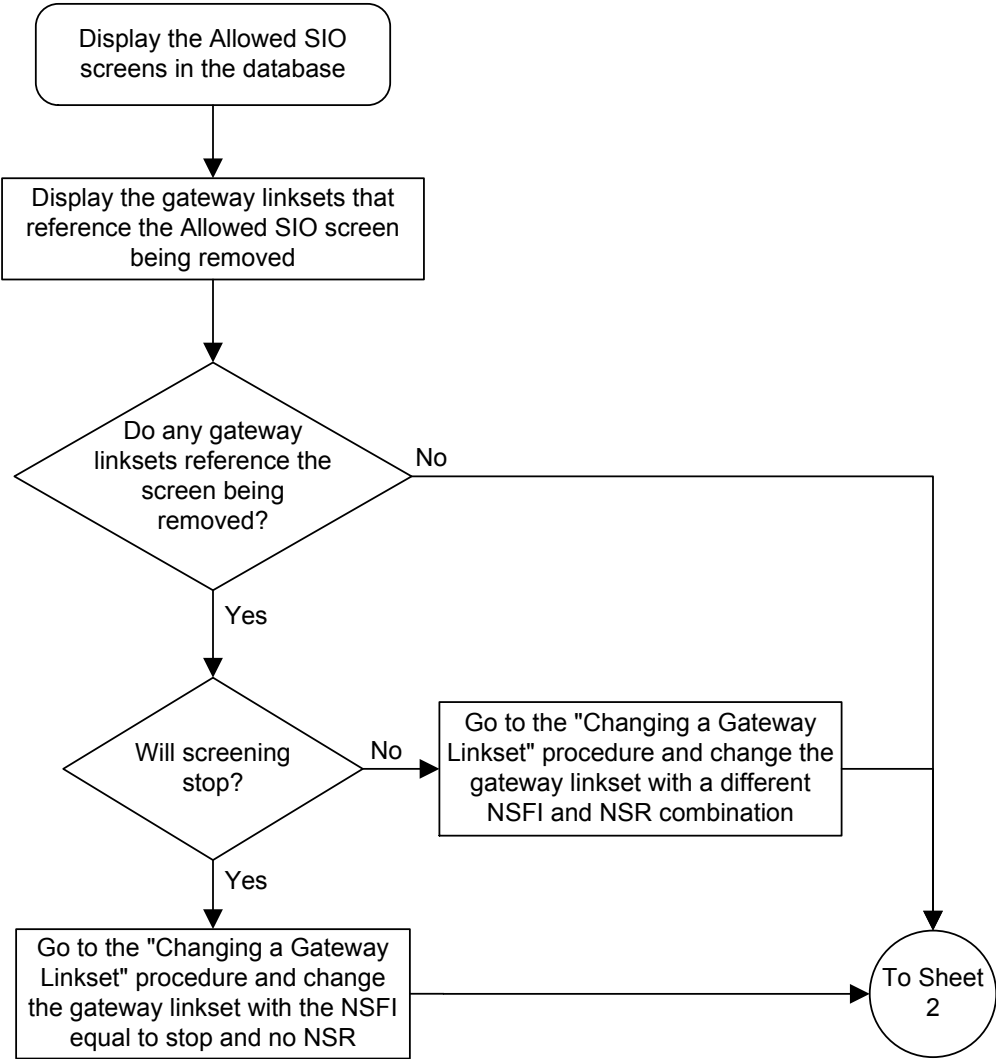 Display the Allowed SIO
screens in the database
Display the gateway linksets that
reference the Allowed SIO screen
being removed
Do any gateway
linksets reference the
screen being
removed?
No
Yes
Will screening
stop?
No
Go to the "Changing a Gateway
Linkset" procedure and change the
gateway linkset with a different
NSFI and NSR combination
Yes
Go to the "Changing a Gateway
Linkset" procedure and change
the gateway linkset with the NSFI
equal to stop and no NSR
To Sheet
2